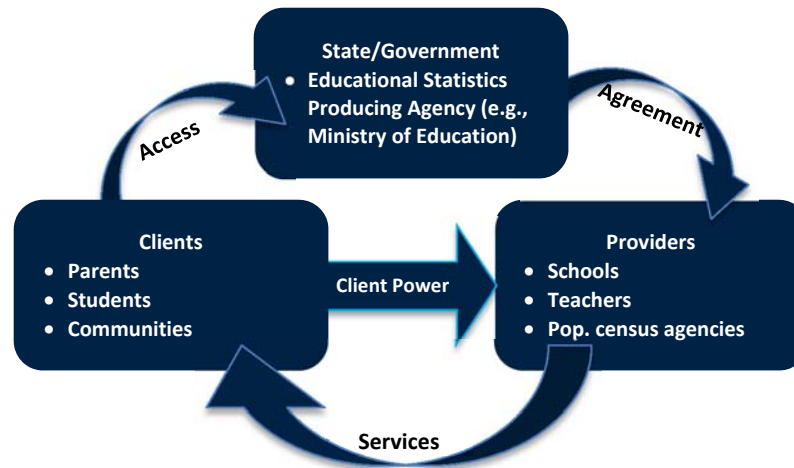 State/Government
• Educational Statistics
Producing Agency (e.g.,
Ministry of Education)
Access
Agreement
Clients
• Parents
• Students
• Communities
Client Power
Providers
• Schools
• Teachers
• Pop. census agencies
Services